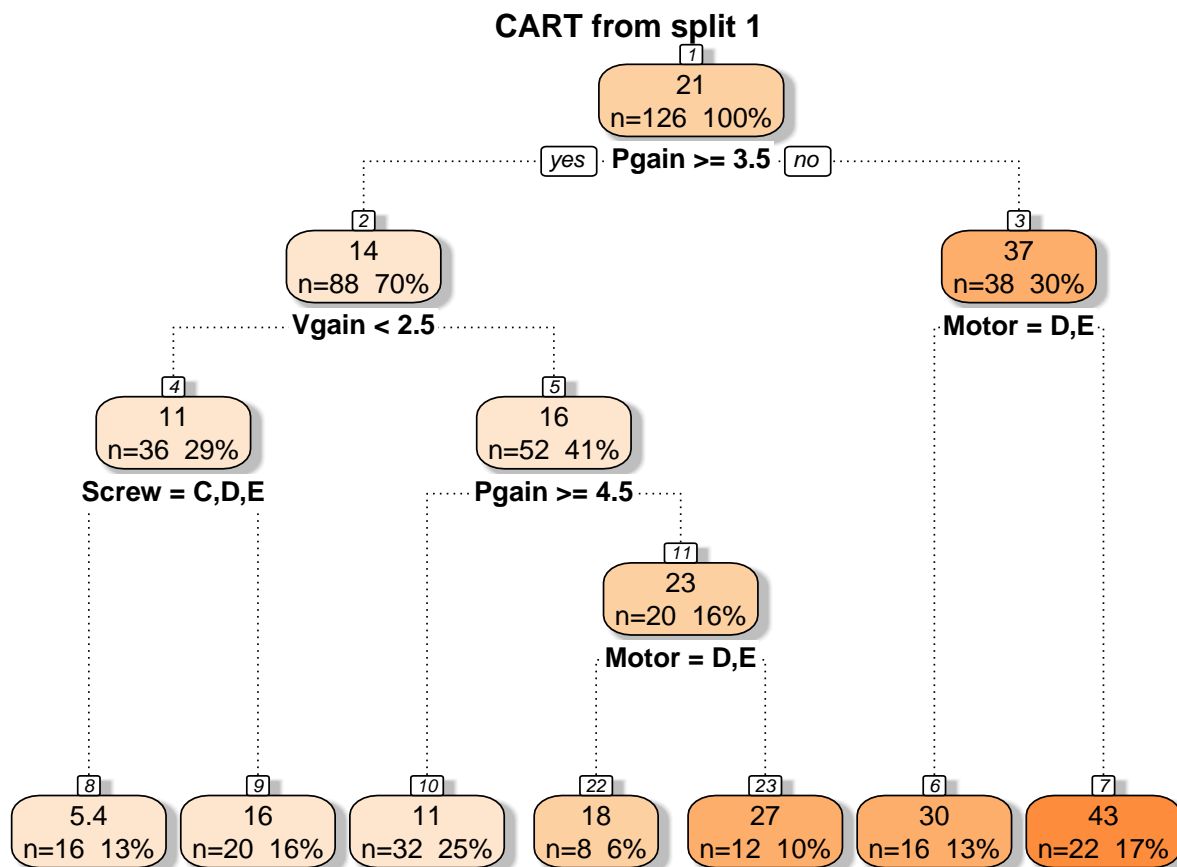 CART from split 1
1
21
n=126 100%
yes Pgain >= 3.5 no
2
14
n=88 70%
Vgain < 2.5
3
37
n=38 30%
Motor = D,E
4
11
n=36 29%
Screw = C,D,E
5
16
n=52 41%
Pgain >= 4.5
11
23
n=20 16%
Motor = D,E
8
5.4
n=16 13%
9
16
n=20 16%
10
11
n=32 25%
22
18
n=8 6%
23
27
n=12 10%
6
30
n=16 13%
7
43
n=22 17%